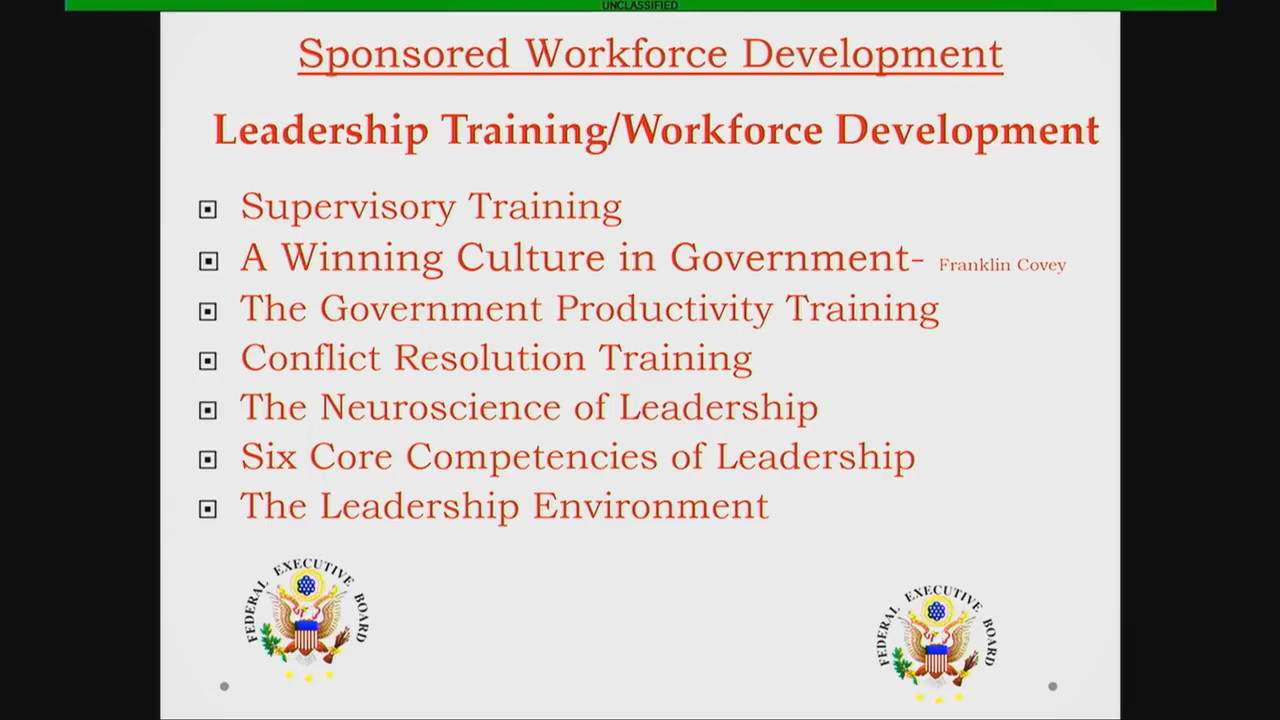 UNCLASSIFIED
Sponsored Workforce Development
Leadership Training/Workforce Development
Supervisory Training
A Winning Culture in Government- Franklin Covey
The Government Productivity Training
Conflict Resolution Training
The Neuroscience of Leadership
Six Core Competencies of Leadership
The Leadership Environment
FEDERAL EXECUTIVE BOARD
FEDERAL EXECUTIVE BOARD